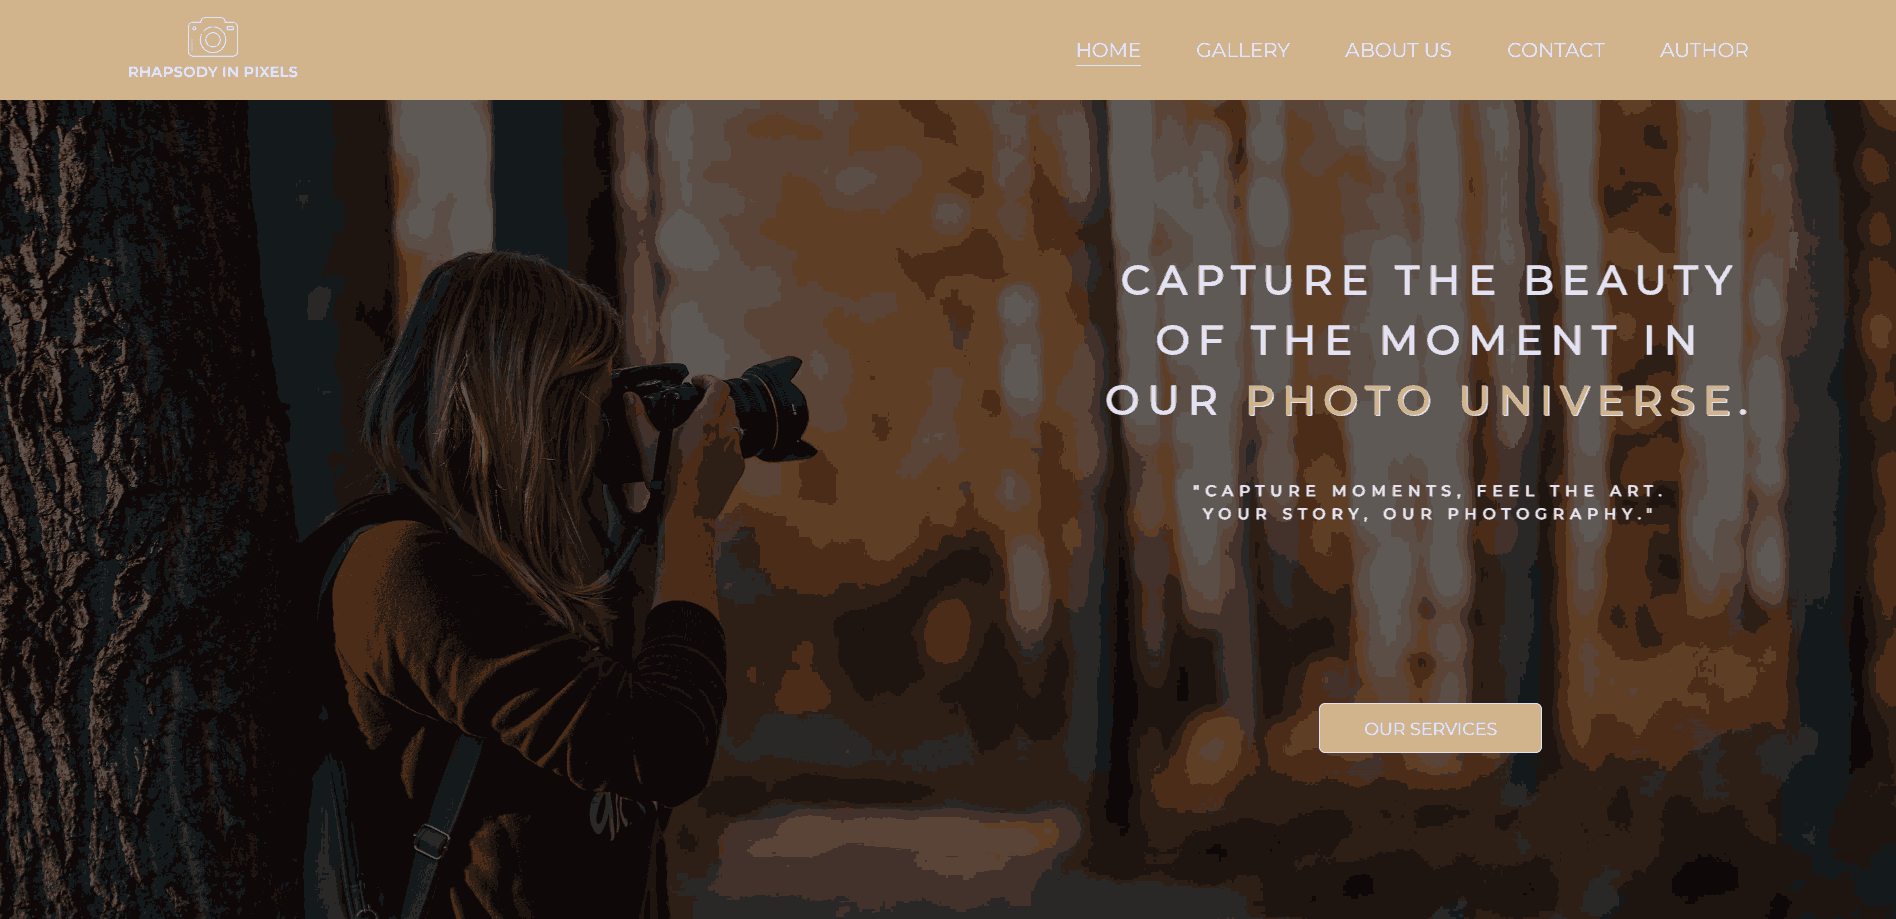 RHAPSODY IN PIXELS
HOME GALLERY ABOUT US CONTACT AUTHOR
CAPTURE THE BEAUTY
OF THE MOMENT IN
OUR PHOTO UNIVERSE.
"CAPTURE MOMENTS, FEEL THE ART.
YOUR STORY, OUR PHOTOGRAPHY."
OUR SERVICES